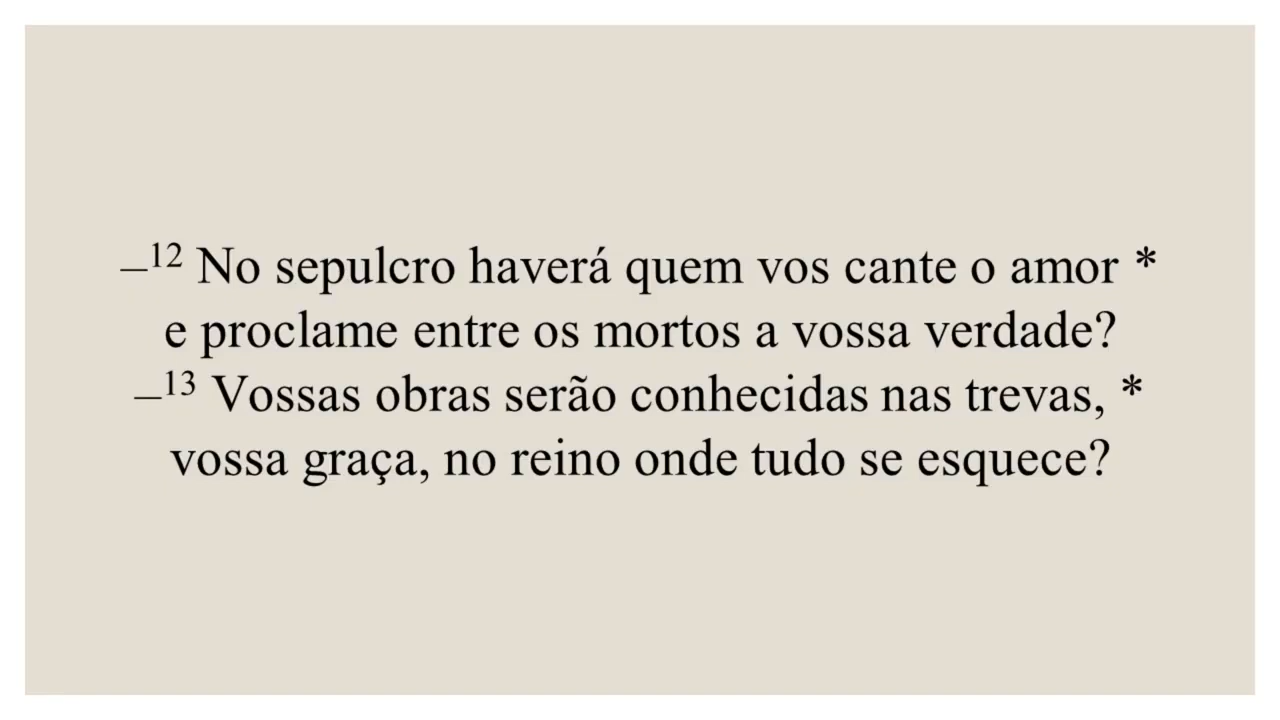 –¹² No sepulcro haverá quem vos cante o amor *
e proclame entre os mortos a vossa verdade?
–¹³ Vossas obras serão conhecidas nas trevas, *
vossa graça, no reino onde tudo se esquece?